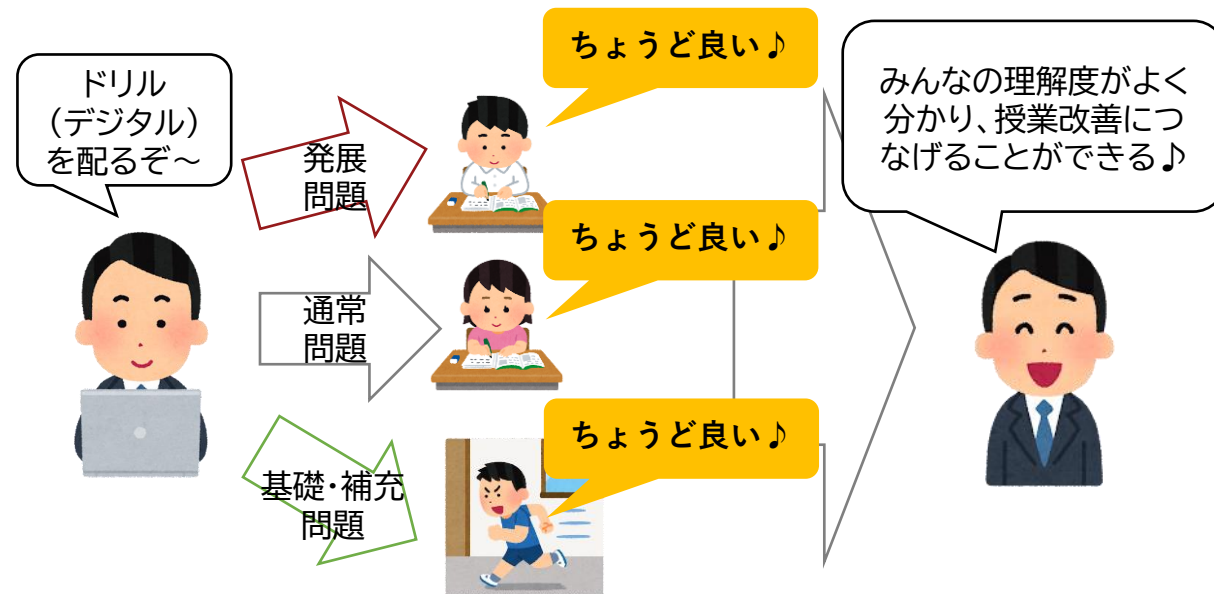 ドリル
（デジタル）
を配るぞ～
発展
問題
ちょうど良い♪
通常
問題
ちょうど良い♪
基礎・補充
問題
ちょうど良い♪
みんなの理解度がよく
分かり、授業改善につ
なげることができる♪